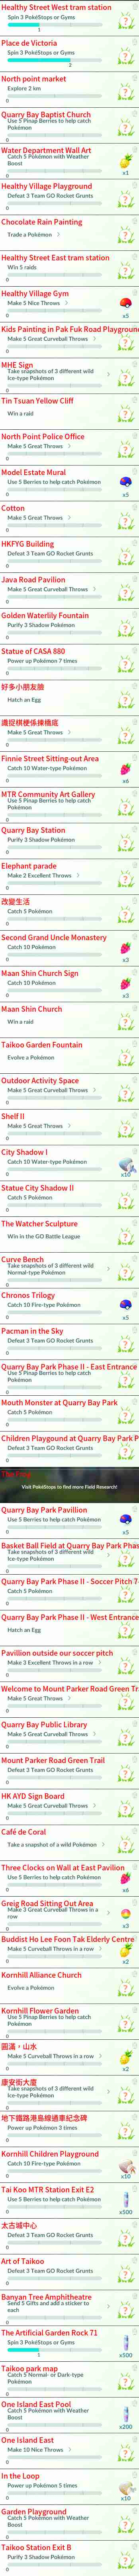 Healthy Street West tram station
Spin 3 PokéStops or Gyms
1
Place de Victoria
Spin 3 PokéStops or Gyms
2
North point market
Explore 2 km
0
Quarry Bay Baptist Church
Use 5 Pinap Berries to help catch
Pokémon
0
Water Department Wall Art
Catch 5 Pokémon with Weather
Boost
0
x1
Healthy Village Playground
Defeat 3 Team GO Rocket Grunts
0
Chocolate Rain Painting
Trade a Pokémon
0
Healthy Street East tram station
Win 5 raids
0
Healthy Village Gym
Make 5 Nice Throws
0
x5
Kids Painting in Pak Fuk Road Playground
Make 5 Great Curveball Throws
0
MHE Sign
Take snapshots of 3 different wild
Ice-type Pokémon
0
Tin Tsuan Yellow Cliff
Win a raid
0
North Point Police Office
Make 5 Great Throws
0
Model Estate Mural
Use 5 Berries to help catch Pokémon
0
x5
Cotton
Make 5 Great Throws
0
HKFYG Building
Defeat 3 Team GO Rocket Grunts
0
Java Road Pavilion
Make 5 Great Curveball Throws
0
Golden Waterlily Fountain
Purify 3 Shadow Pokémon
0
Statue of CASA 880
Power up Pokémon 7 times
0
好多小朋友臉
Hatch an Egg
0
Make 5 Great Throws
0
Finnie Street Sitting-out Area
Catch 10 Water-type Pokémon
0
x6
MTR Community Art Gallery
Use 5 Pinap Berries to help catch
Pokémon
0
Quarry Bay Station
Purify 3 Shadow Pokémon
0
Elephant parade
Make 2 Excellent Throws
0
改變生活
Catch 5 Pokémon
0
Second Grand Uncle Monastery
Catch 10 Pokémon
0
x3
Maan Shin Church Sign
Catch 10 Pokémon
0
x3
Maan Shin Church
Win a raid
0
Taikoo Garden Fountain
Evolve a Pokémon
0
Outdoor Activity Space
Make 5 Great Curveball Throws
0
Shelf II
Make 5 Great Throws
0
City Shadow I
Catch 10 Water-type Pokémon
0
x10
Statue City Shadow II
Catch 5 Pokémon
0
The Watcher Sculpture
Win in the GO Battle League
0
Curve Bench
Take snapshots of 3 different wild
Normal-type Pokémon
0
Chronos Trilogy
Catch 10 Fire-type Pokémon
0
x5
Pacman in the Sky
Defeat 3 Team GO Rocket Grunts
0
Quarry Bay Park Phase II - East Entrance
Use 5 Pinap Berries to help catch
Pokémon
0
Mouth Monster at Quarry Bay Park
Catch 5 Pokémon
0
Children Playground at Quarry Bay Park P
Defeat 3 Team GO Rocket Grunts
0
Visit PokéStops to find more Field Research!
Quarry Bay Park Pavillion
Use 5 Berries to help catch Pokémon
0
x5
Basket Ball Field at Quarry Bay Park Phas
Take snapshots of 3 different wild
Ice-type Pokémon
0
Quarry Bay Park Phase II - Soccer Pitch 7-
Catch 5 Pokémon
0
Quarry Bay Park Phase II - West Entrance
Hatch an Egg
0
Pavillion outside our soccer pitch
Make 3 Excellent Throws in a row
0
Welcome to Mount Parker Road Green Tr
Make 5 Great Throws
0
Quarry Bay Public Library
Make 5 Great Curveball Throws
0
Mount Parker Road Green Trail
Defeat 3 Team GO Rocket Grunts
0
HK AYD Sign Board
Make 5 Great Curveball Throws
0
Café de Coral
Take a snapshot of a wild Pokémon
0
Three Clocks on Wall at East Pavilion
Use 5 Berries to help catch Pokémon
0
x6
Greig Road Sitting Out Area
Make 3 Great Curveball Throws in a
row
0
x3
Buddist Ho Lee Foon Tak Elderly Centre
Make 5 Curveball Throws in a row
0
x2
Kornhill Alliance Church
Evolve a Pokémon
0
Kornhill Flower Garden
Use 5 Pinap Berries to help catch
Pokémon
0
圓滿，山水
Make 5 Curveball Throws in a row
0
x2
康安街大廈
Take snapshots of 3 different wild
Ice-type Pokémon
0
地下鐵路港島線通車紀念碑
Power up Pokémon 3 times
0
Kornhill Children Playground
Catch 10 Fire-type Pokémon
0
x10
Tai Koo MTR Station Exit E2
Use 5 Berries to help catch Pokémon
0
x500
太古城中心
Defeat 3 Team GO Rocket Grunts
0
Art of Taikoo
Defeat 3 Team GO Rocket Grunts
0
Banyan Tree Amphitheatre
Send 5 Gifts and add a sticker to
each
0
The Artificial Garden Rock 71
Spin 3 PokéStops or Gyms
1
x500
Taikoo park map
Catch 5 Normal- or Dark-type
Pokémon
0
One Island East Pool
Catch 5 Pokémon with Weather
Boost
0
x200
One Island East
Make 10 Nice Throws
0
In the Loop
Power up Pokémon 5 times
0
x10
Garden Playground
Catch 5 Pokémon with Weather
Boost
0
Taikoo Station Exit B
Purify 3 Shadow Pokémon
0